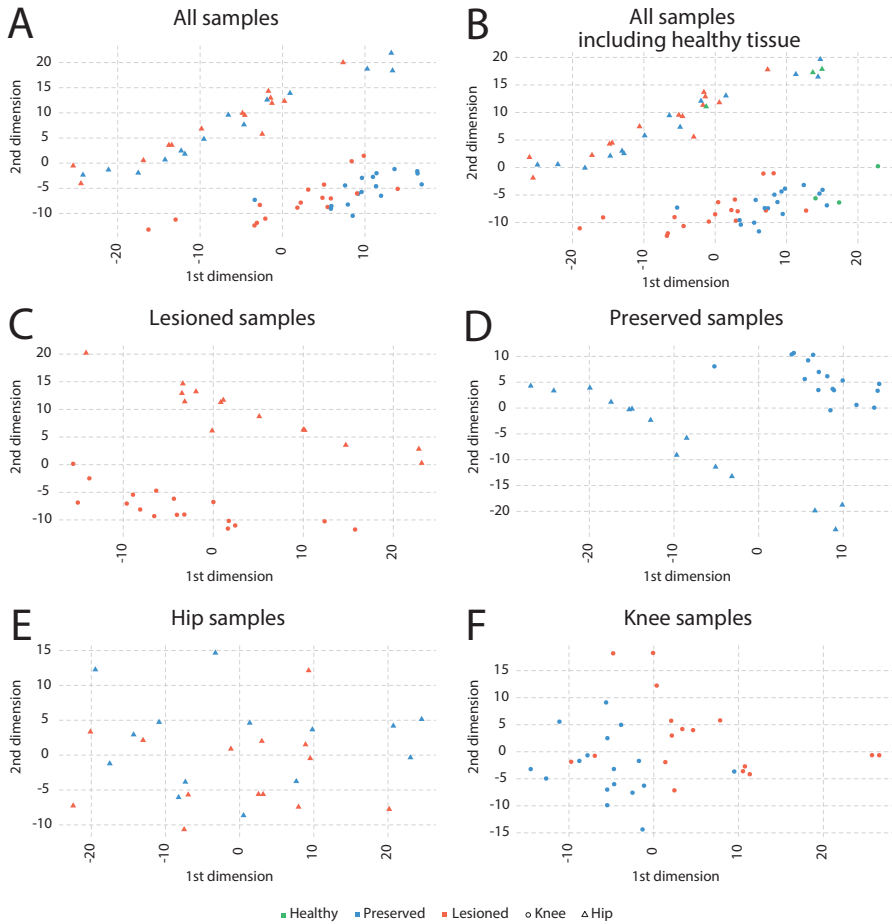 A
All samples
20
15
10
5
0
-5
-10
2nd dimension
-20
-10
0
10
1st dimension
B
All samples
including healthy tissue
20
15
10
5
0
-5
-10
2nd dimension
-20
-10
0
10
20
1st dimension
C
Lesioned samples
20
15
10
5
0
-5
-10
2nd dimension
-10
0
10
20
1st dimension
D
Preserved samples
10
5
0
-5
-10
-15
-20
2nd dimension
-20
-10
0
10
1st dimension
E
Hip samples
15
10
5
0
-5
-10
2nd dimension
-20
-10
0
10
20
1st dimension
F
Knee samples
15
10
5
0
-5
-10
-15
2nd dimension
-10
0
10
20
1st dimension
Healthy Preserved Lesioned Knee Hip